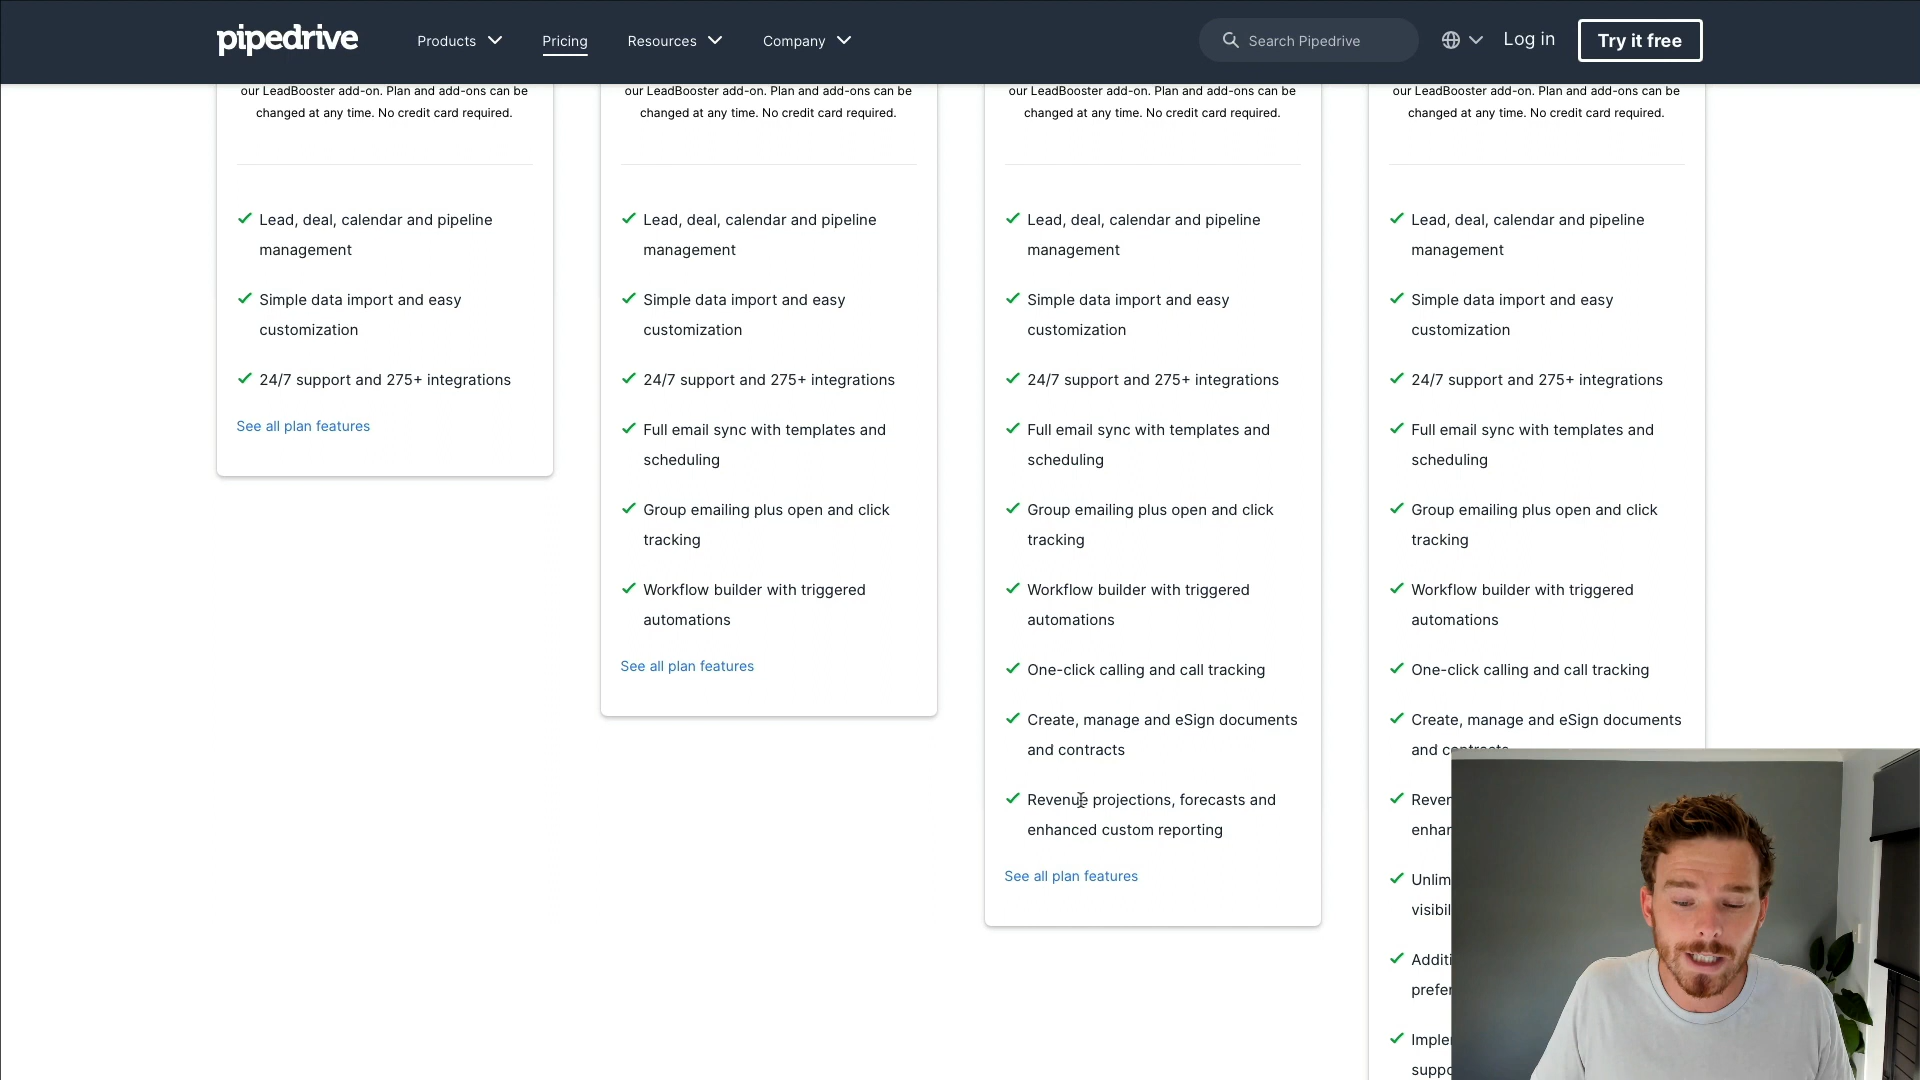 pipedrive
Products
Pricing
Resources
Company
Search Pipedrive
Log in
Try it free
our LeadBooster add-on. Plan and add-ons can be
changed at any time. No credit card required.
Lead, deal, calendar and pipeline
management
Simple data import and easy
customization
24/7 support and 275+ integrations
See all plan features
our LeadBooster add-on. Plan and add-ons can be
changed at any time. No credit card required.
Lead, deal, calendar and pipeline
management
Simple data import and easy
customization
24/7 support and 275+ integrations
Full email sync with templates and
scheduling
Group emailing plus open and click
tracking
Workflow builder with triggered
automations
See all plan features
our LeadBooster add-on. Plan and add-ons can be
changed at any time. No credit card required.
Lead, deal, calendar and pipeline
management
Simple data import and easy
customization
24/7 support and 275+ integrations
Full email sync with templates and
scheduling
Group emailing plus open and click
tracking
Workflow builder with triggered
automations
One-click calling and call tracking
Create, manage and eSign documents
and contracts
Revenue projections, forecasts and
enhanced custom reporting
See all plan features
our LeadBooster add-on. Plan and add-ons can be
changed at any time. No credit card required.
Lead, deal, calendar and pipeline
management
Simple data import and easy
customization
24/7 support and 275+ integrations
Full email sync with templates and
scheduling
Group emailing plus open and click
tracking
Workflow builder with triggered
automations
One-click calling and call tracking
Create, manage and eSign documents
and contracts